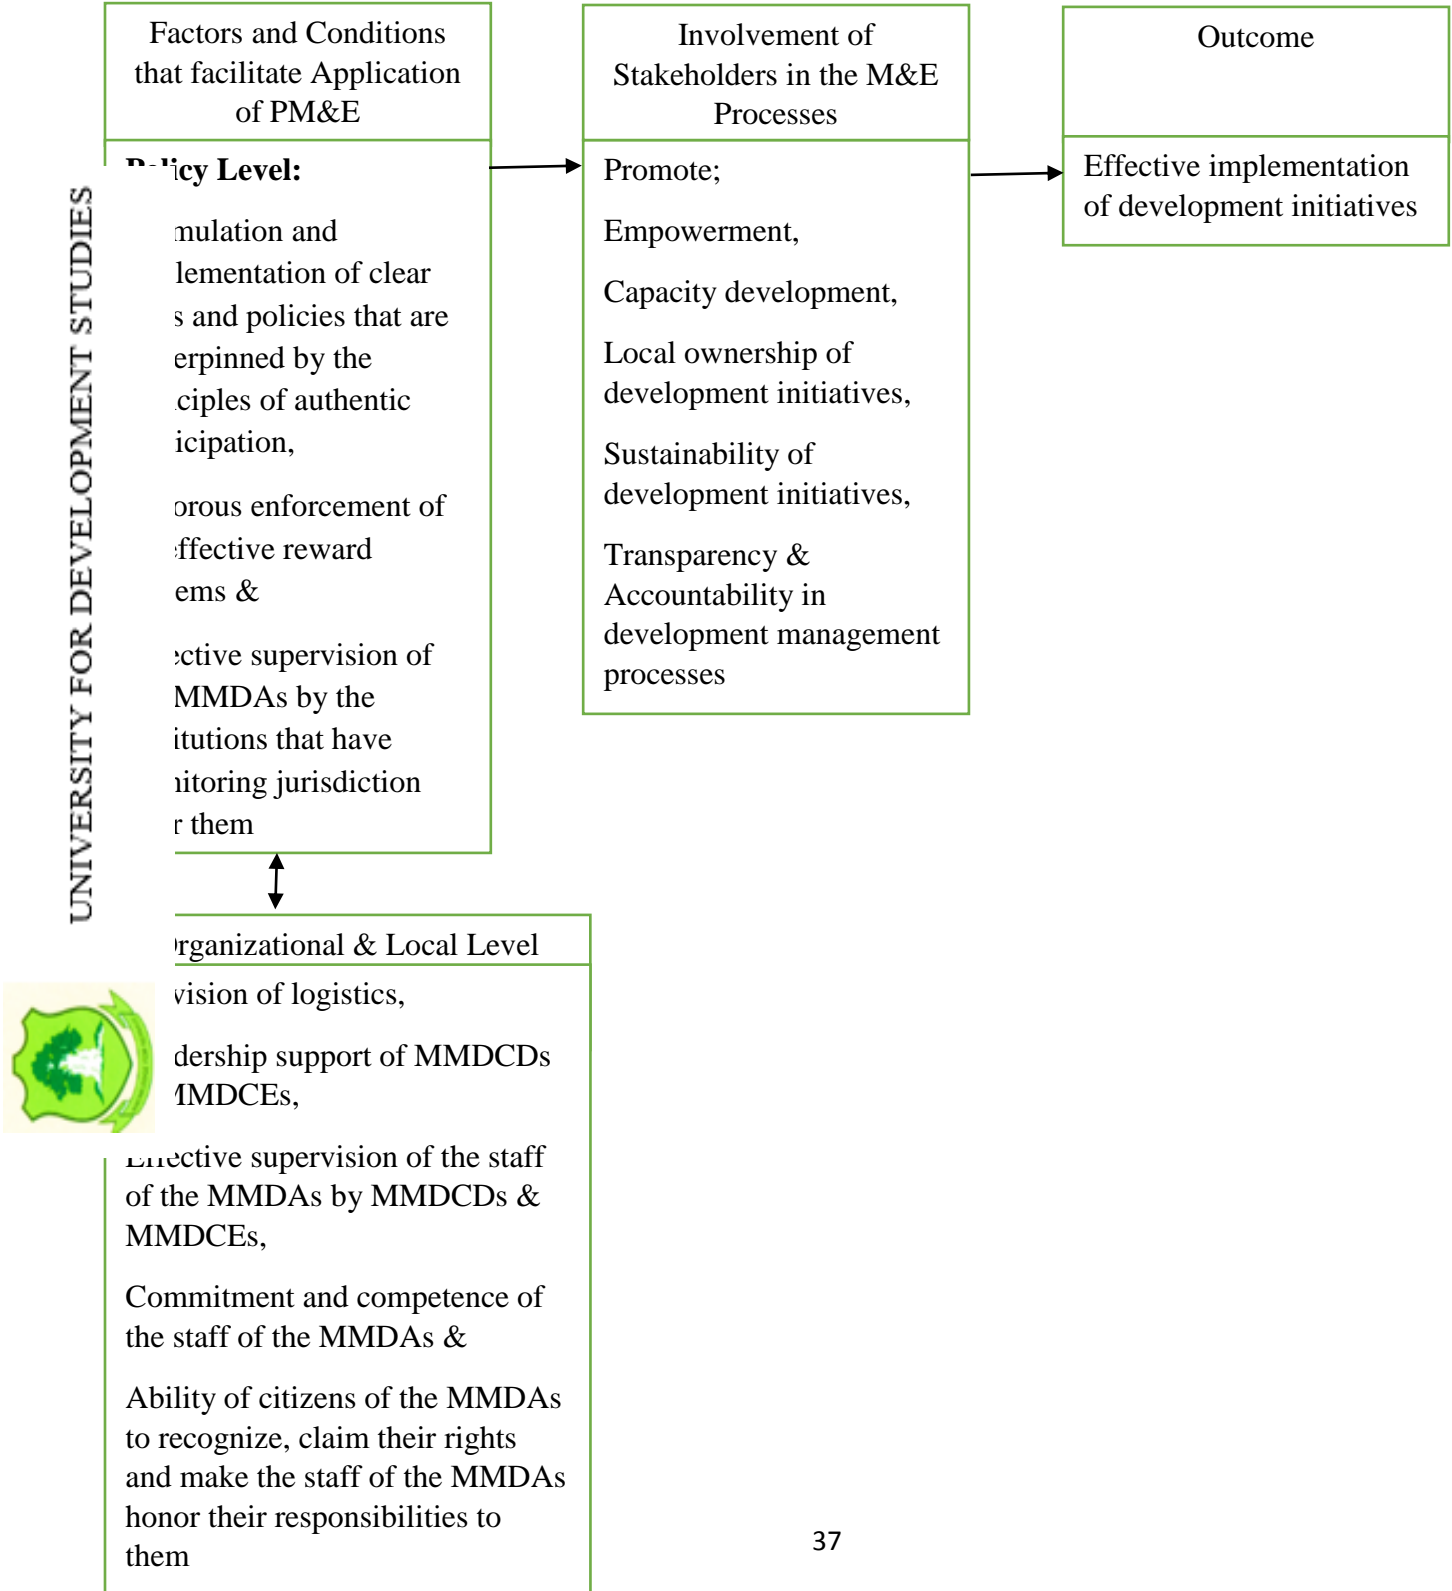 Factors and Conditions
that facilitate Application
of PM&E
Policy Level:
mulation and
lementation of clear
s and policies that are
erpinned by the
ciples of authentic
icipation,
orous enforcement of
effective reward
ems &
ective supervision of
MMDAs by the
itutions that have
nitoring jurisdiction
r them
Organizational & Local Level
vision of logistics,
dership support of MMDCDs
MMDCEs,
Effective supervision of the staff
of the MMDAs by MMDCDs &
MMDCEs,
Commitment and competence of
the staff of the MMDAs &
Ability of citizens of the MMDAs
to recognize, claim their rights
and make the staff of the MMDAs
honor their responsibilities to
them
Involvement of
Stakeholders in the M&E
Processes
Promote;
Empowerment,
Capacity development,
Local ownership of
development initiatives,
Sustainability of
development initiatives,
Transparency &
Accountability in
development management
processes
Outcome
Effective implementation
of development initiatives
UNIVERSITY FOR DEVELOPMENT STUDIES
37